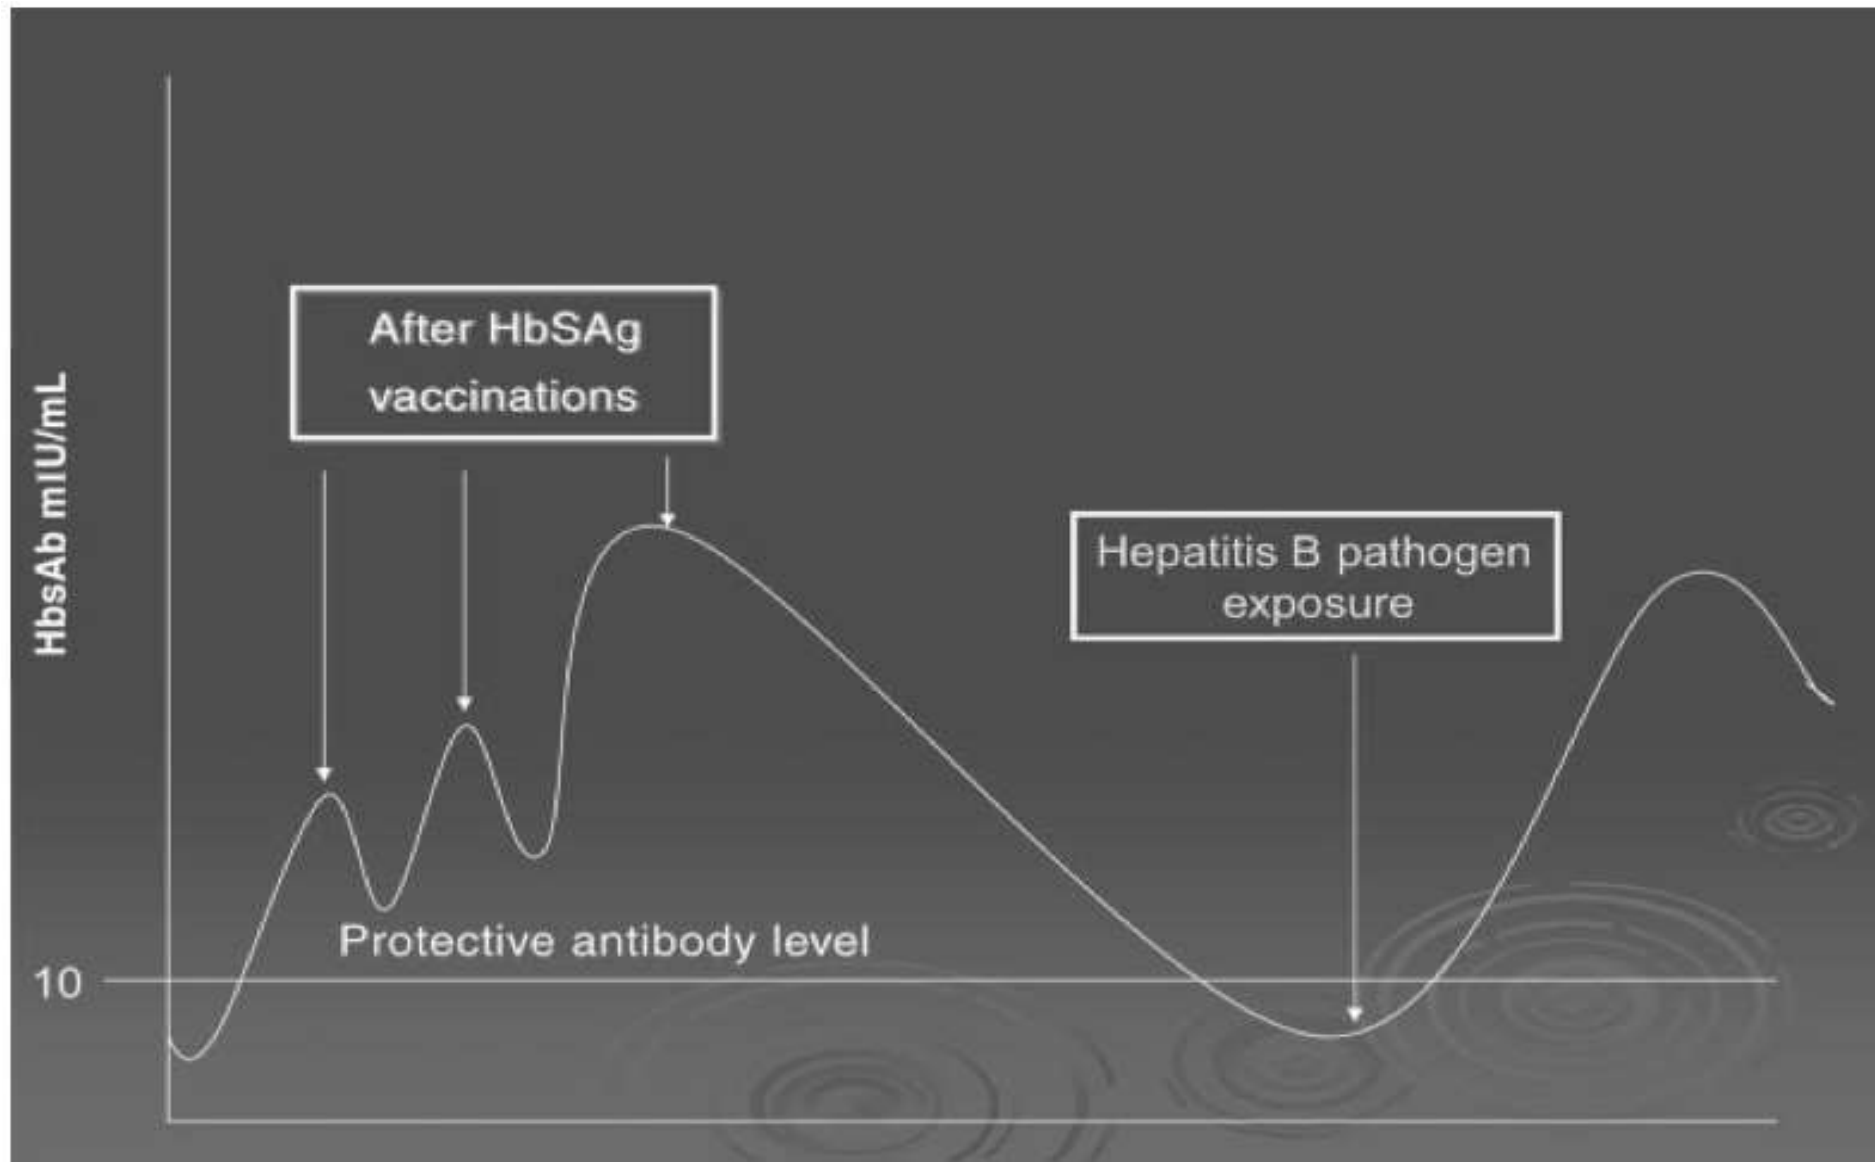 HbsAb mIU/mL
After HbSAg
vaccinations
Hepatitis B pathogen
exposure
Protective antibody level
10